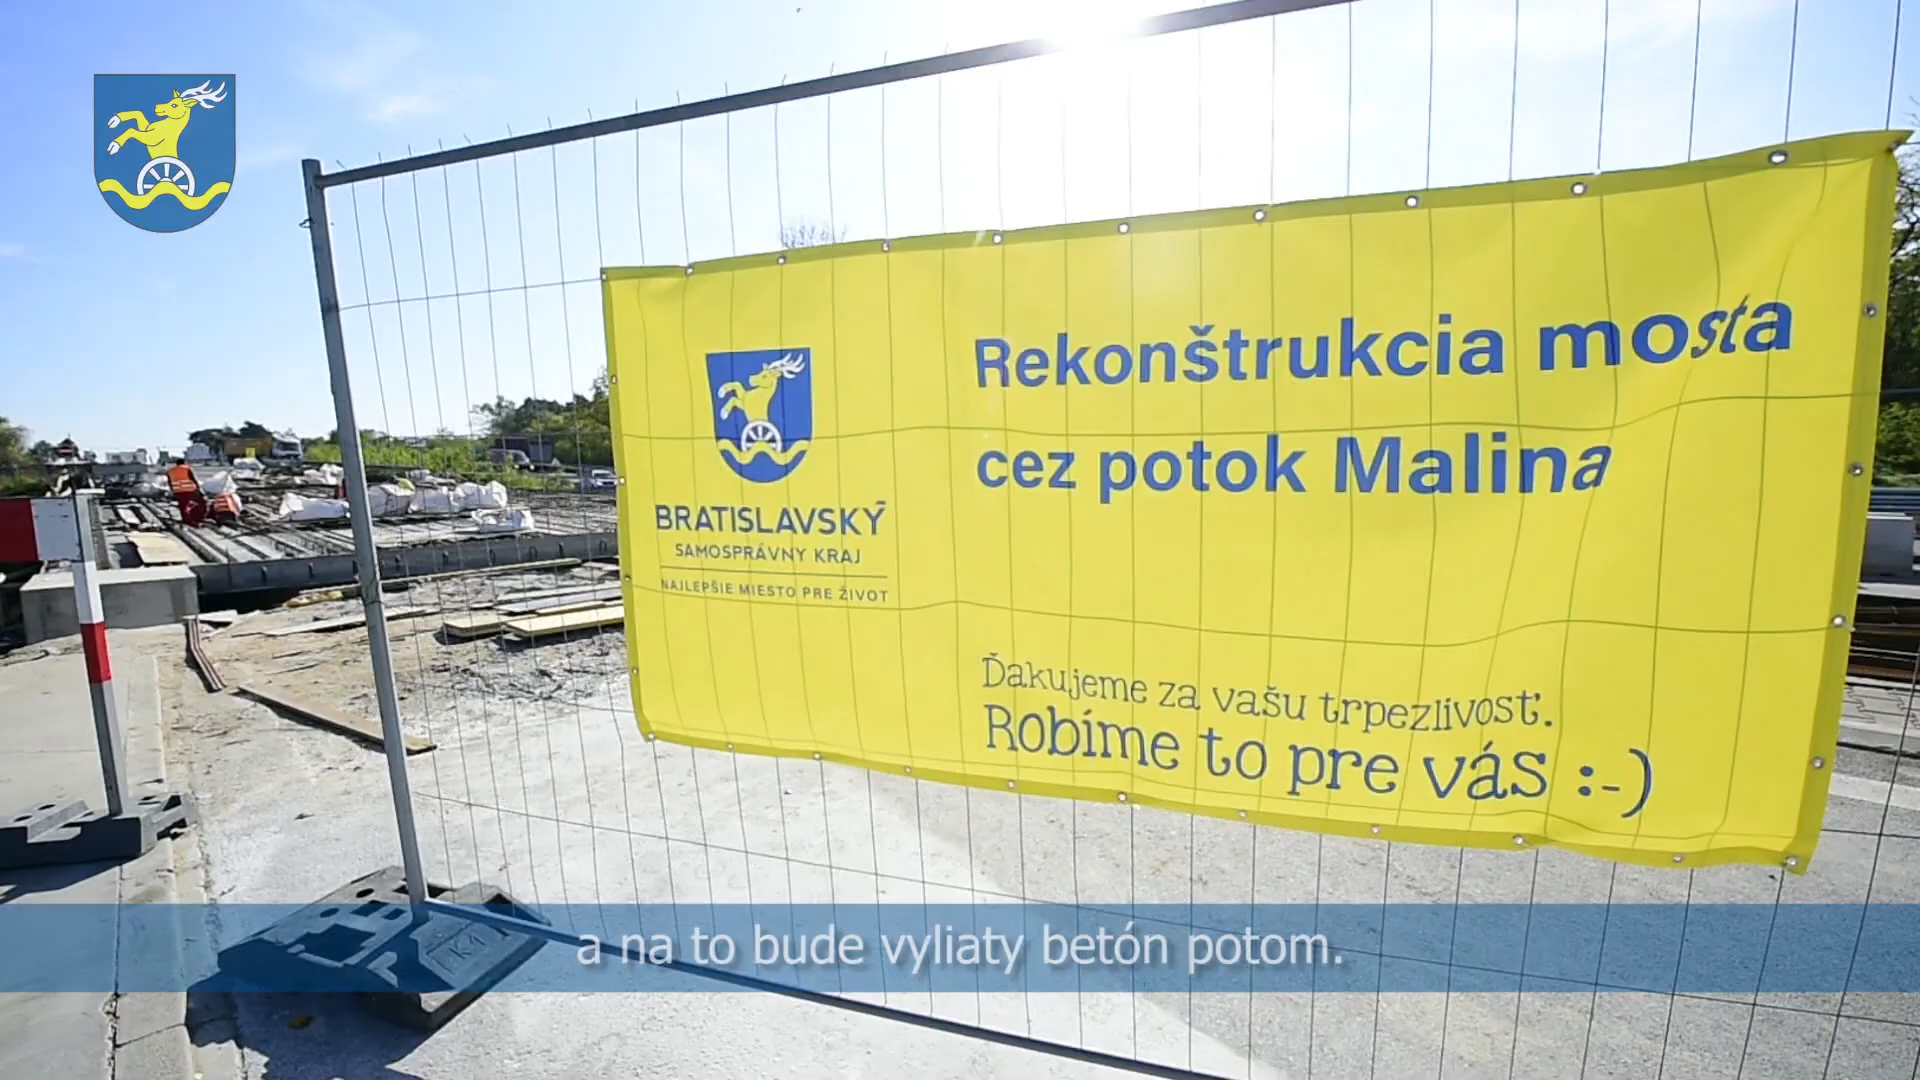 Rekonštrukcia mosta
cez potok Malina
BRATISLAVSKÝ
SAMOSPRÁVNY KRAJ
NAJLEPŠIE MIESTO PRE ŽIVOT
Ďakujeme za vašu trpezlivosť.
Robíme to pre vás :-)
K1
a na to bude vyliaty betón potom.